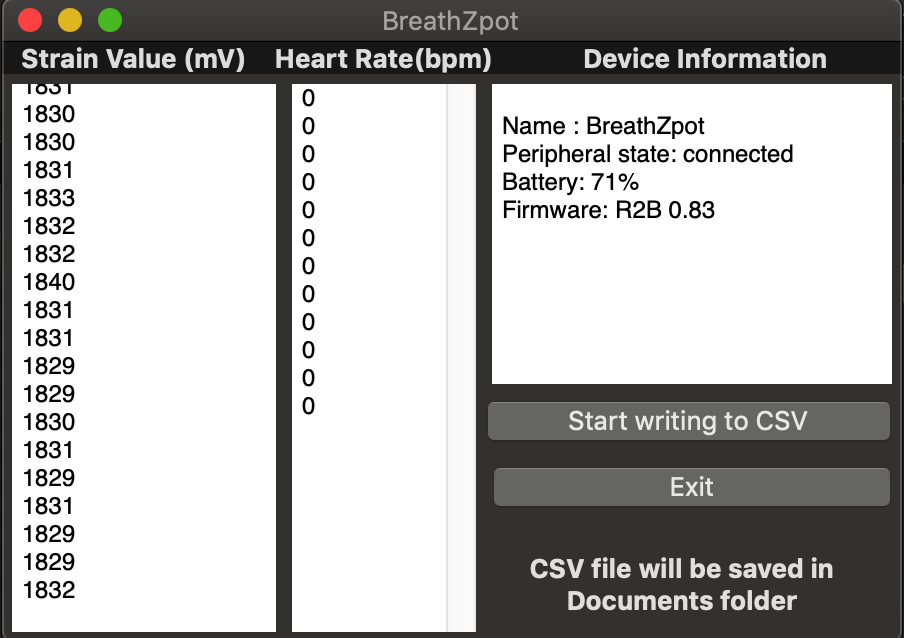 BreathZpot
Strain Value (mV)
Heart Rate(bpm)
Device Information
1831
1830
1830
1831
1833
1832
1832
1840
1831
1831
1829
1829
1830
1831
1829
1831
1829
1829
1832
0
0
0
0
0
0
0
0
0
0
0
0
Name : BreathZpot
Peripheral state: connected
Battery: 71%
Firmware: R2B 0.83
Start writing to CSV
Exit
CSV file will be saved in
Documents folder